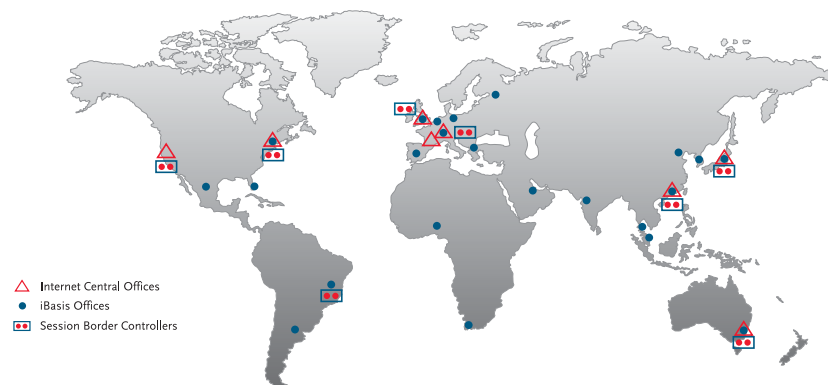 Internet Central Offices
iBasis Offices
Session Border Controllers